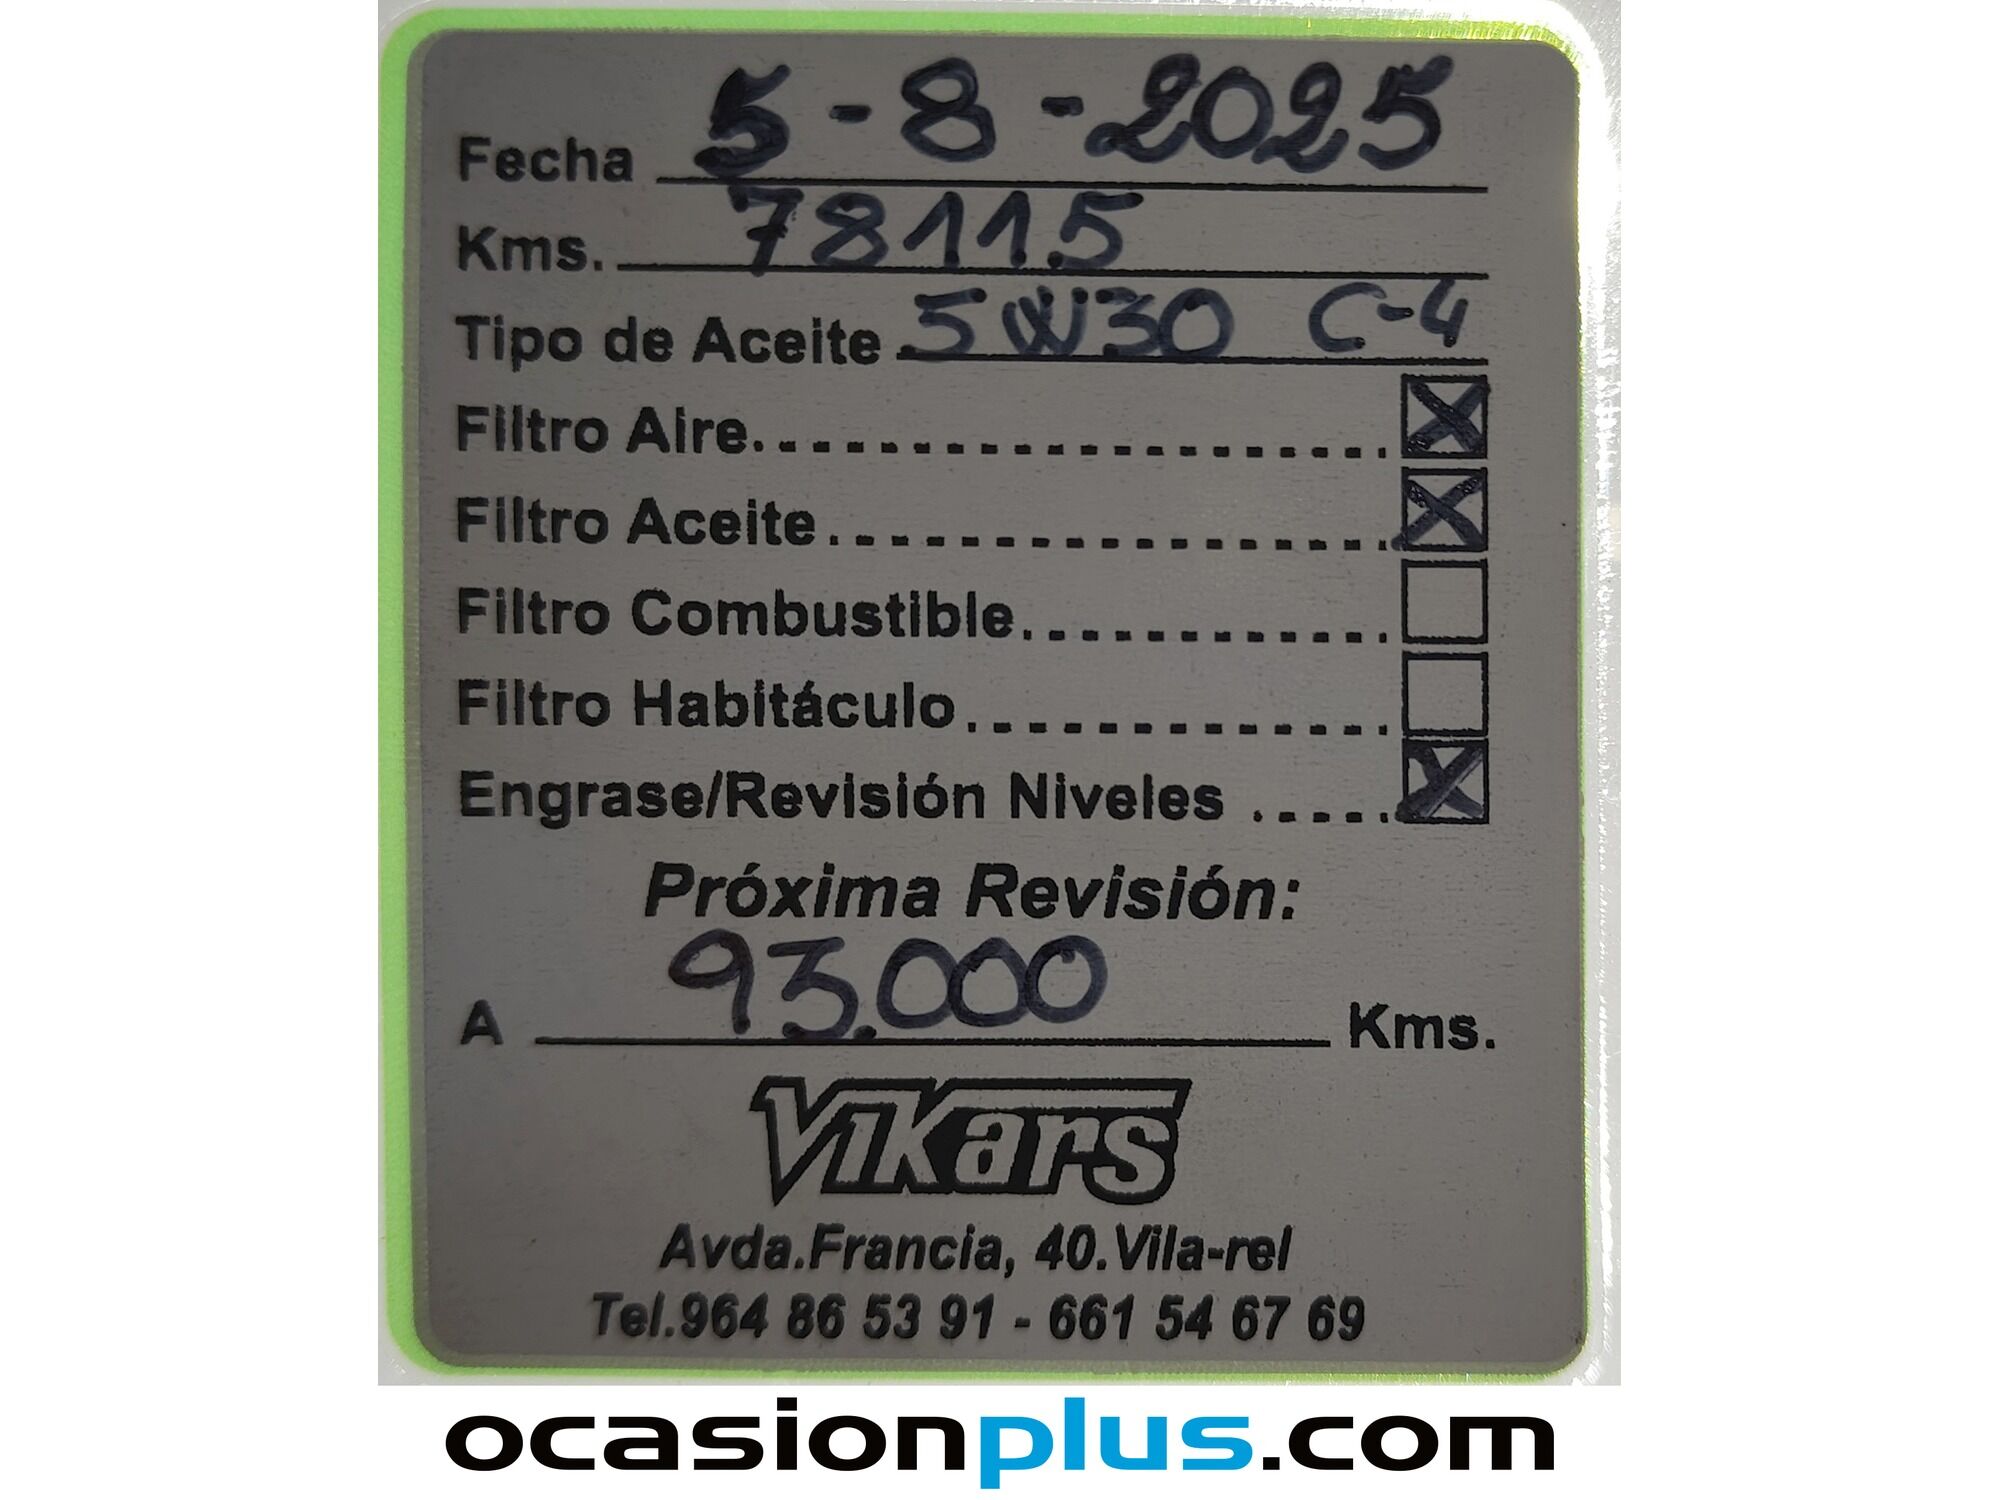 Fecha 5-8-2025
Kms. 78115
Tipo de Aceite 5W30 C-4
Filtro Aire.................... X
Filtro Aceite.................. X
Filtro Combustible.............
Filtro Habitáculo...............
Engrase/Revisión Niveles ..... X
Próxima Revisión:
A 93.000 Kms.
Vikars
Avda.Francia, 40.Vila-rel
Tel.964 86 53 91 - 661 54 67 69
ocasionplus.com